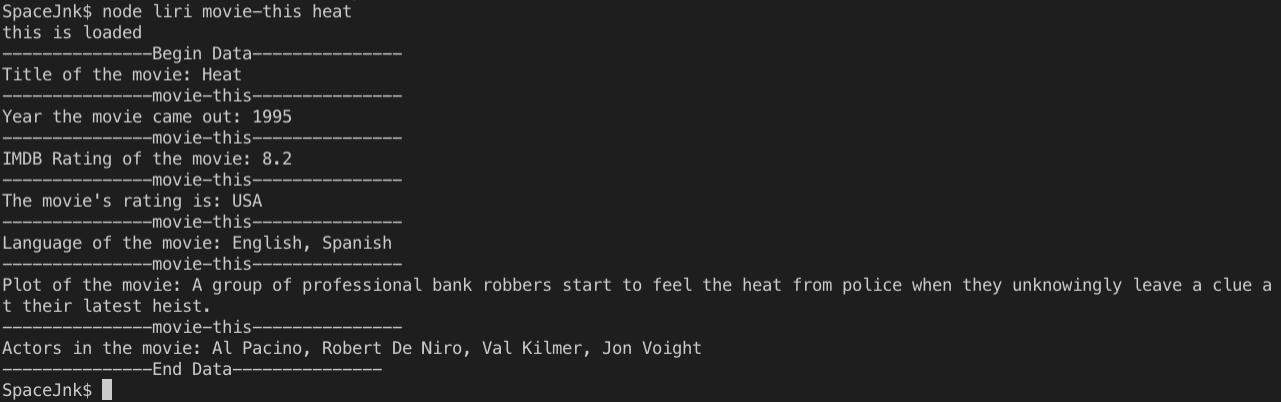 SpaceJnk$ node liri movie-this heat
this is loaded
---------------Begin Data---------------
Title of the movie: Heat
---------------movie-this---------------
Year the movie came out: 1995
---------------movie-this---------------
IMDB Rating of the movie: 8.2
---------------movie-this---------------
The movie's rating is: USA
---------------movie-this---------------
Language of the movie: English, Spanish
---------------movie-this---------------
Plot of the movie: A group of professional bank robbers start to feel the heat from police when they unknowingly leave a clue a
t their latest heist.
---------------movie-this---------------
Actors in the movie: Al Pacino, Robert De Niro, Val Kilmer, Jon Voight
---------------End Data---------------
SpaceJnk$